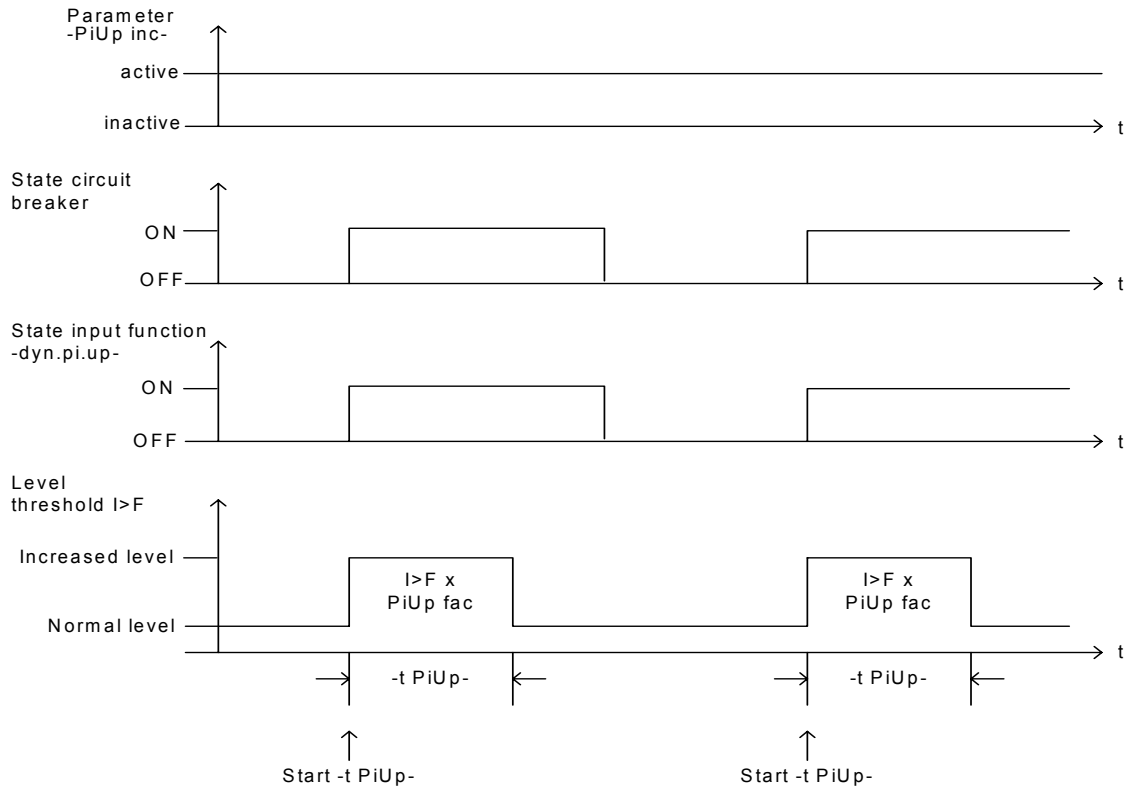 Parameter
-PiUp inc-
active
inactive
t
State circuit
breaker
ON
OFF
t
State input function
-dyn.pi.up-
ON
OFF
t
Level
threshold I>F
Increased level
I>F x
PiUp fac
I>F x
PiUp fac
Normal level
t
-t PiUp-
-t PiUp-
Start -t PiUp-
Start -t PiUp-